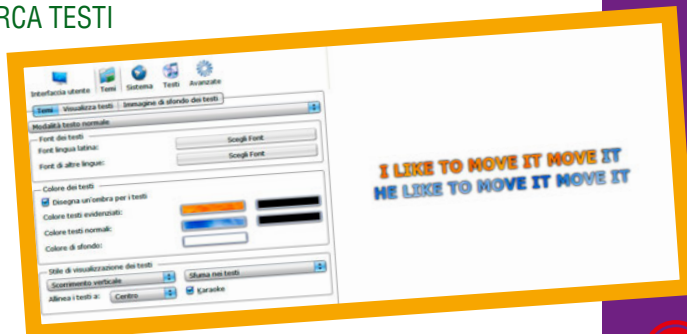 RCA TESTI
Interfaccia utente Temi Sistema Testi Avanzate
Temi Visualizza testi Immagine di sfondo dei testi
Modalità testo normale
Font dei testi
Font lingua latina: Scegli Font
Font di altre lingue: Scegli Font
Colore dei testi
Disegna un'ombra per i testi
Colore testi evidenziati:
Colore testi normali:
Colore di sfondo:
Stile di visualizzazione dei testi
Scorrimento verticale Sfuma nei testi
Allinea i testi a: Centro Karaoke
I LIKE TO MOVE IT MOVE IT
HE LIKE TO MOVE IT MOVE IT